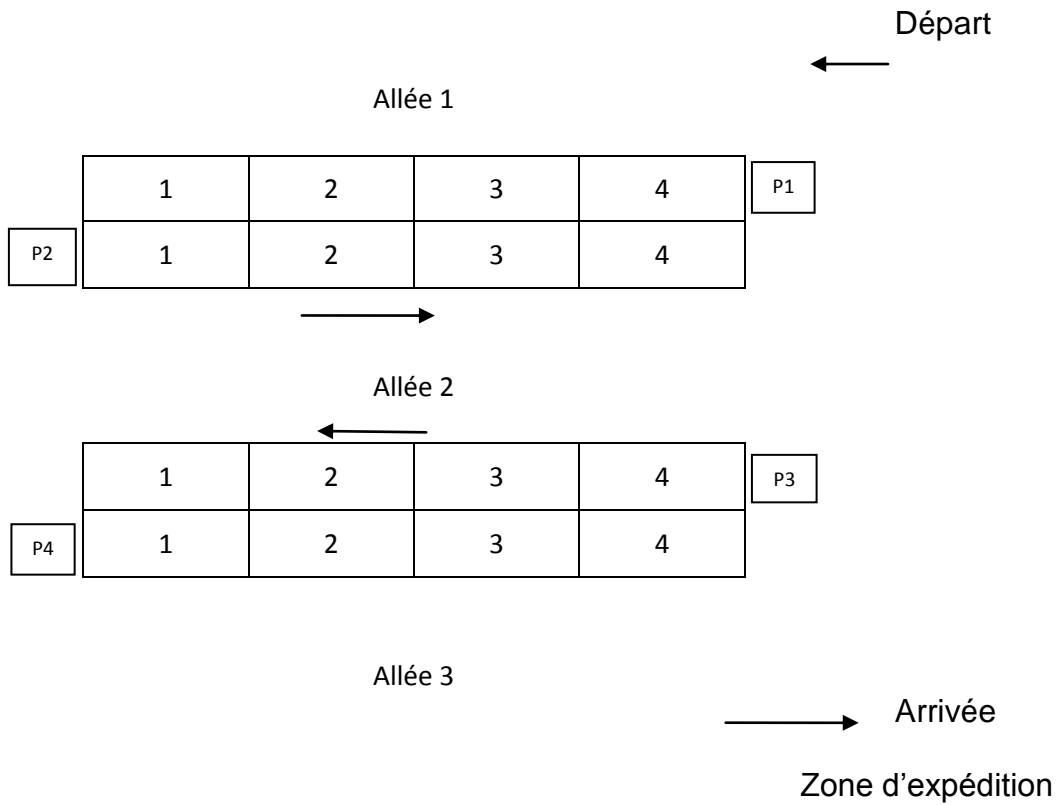 Départ
Allée 1
1 2 3 4 P1
P2 1 2 3 4
Allée 2
1 2 3 4 P3
P4 1 2 3 4
Allée 3
Arrivée
Zone d’expédition